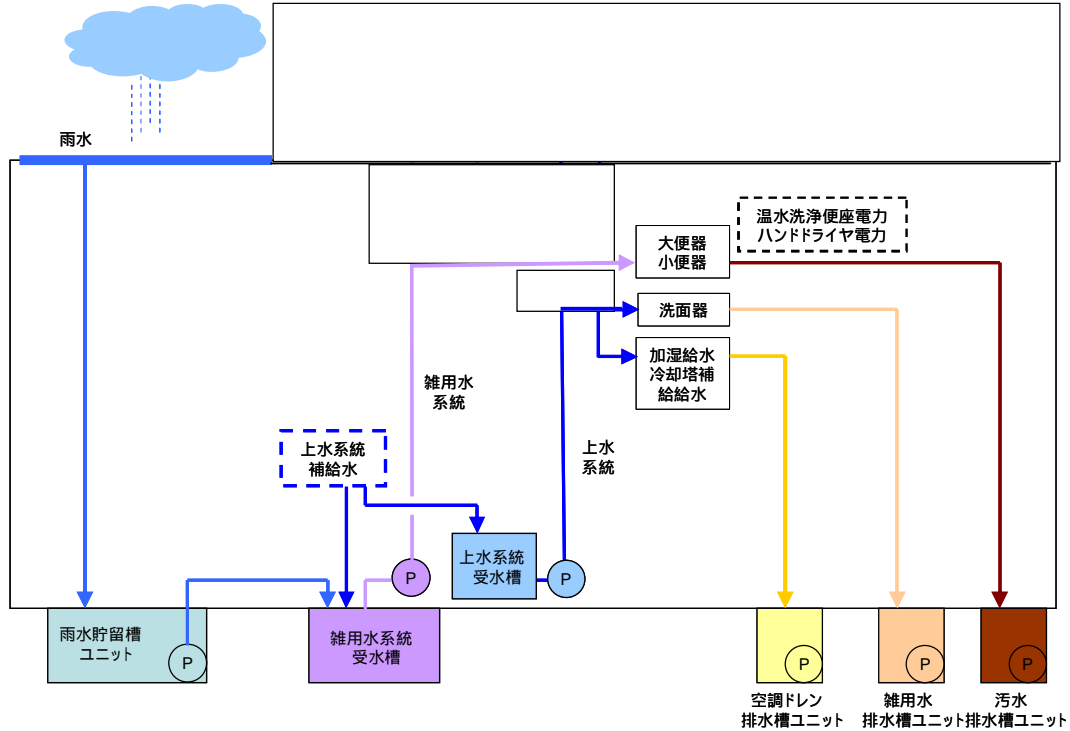 雨水
温水洗浄便座電力
ハンドドライヤ電力
大便器
小便器
洗面器
加湿給水
冷却塔補
給給水
雑用水
系統
上水
系統
上水系統
補給水
上水系統
受水槽
P
P
雨水貯留槽
ユニット
P
雑用水系統
受水槽
P
P
P
空調ドレン
排水槽ユニット
雑用水
排水槽ユニット
汚水
排水槽ユニット